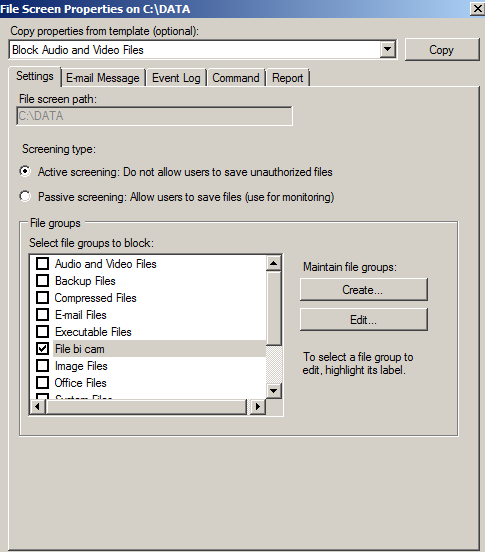 File Screen Properties on C:\DATA
Copy properties from template (optional):
Block Audio and Video Files
Copy
Settings
E-mail Message
Event Log
Command
Report
File screen path:
C:\DATA
Screening type:
Active screening: Do not allow users to save unauthorized files
Passive screening: Allow users to save files (use for monitoring)
File groups
Select file groups to block:
Audio and Video Files
Backup Files
Compressed Files
E-mail Files
Executable Files
File bi cam
Image Files
Office Files
System Files
Maintain file groups:
Create...
Edit...
To select a file group to
edit, highlight its label.